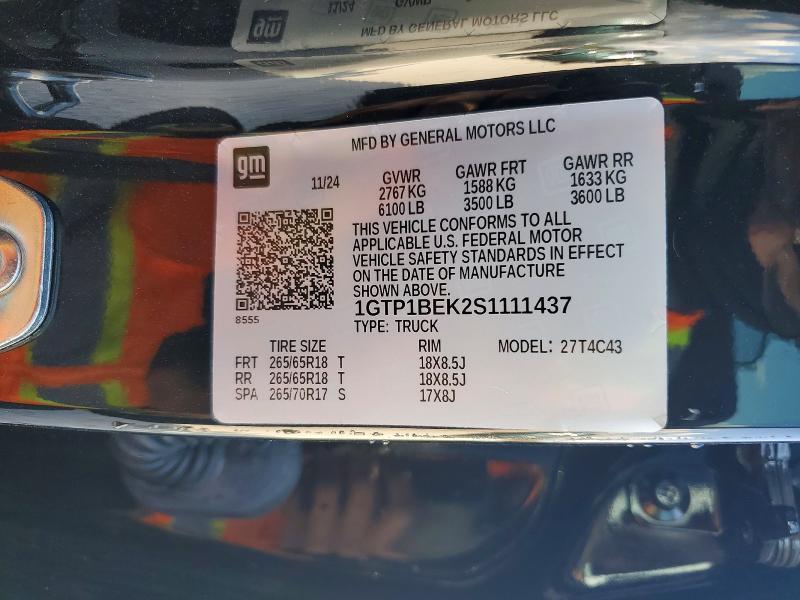 MFD BY GENERAL MOTORS LLC
gm
11/24
GVWR
2767 KG
6100 LB
GAWR FRT
1588 KG
3500 LB
GAWR RR
1633 KG
3600 LB
THIS VEHICLE CONFORMS TO ALL
APPLICABLE U.S. FEDERAL MOTOR
VEHICLE SAFETY STANDARDS IN EFFECT
ON THE DATE OF MANUFACTURE
SHOWN ABOVE.
8555
1GTP1BEK2S1111437
TYPE: TRUCK
TIRE SIZE RIM MODEL: 27T4C43
FRT 265/65R18 T 18X8.5J
RR 265/65R18 T 18X8.5J
SPA 265/70R17 S 17X8J